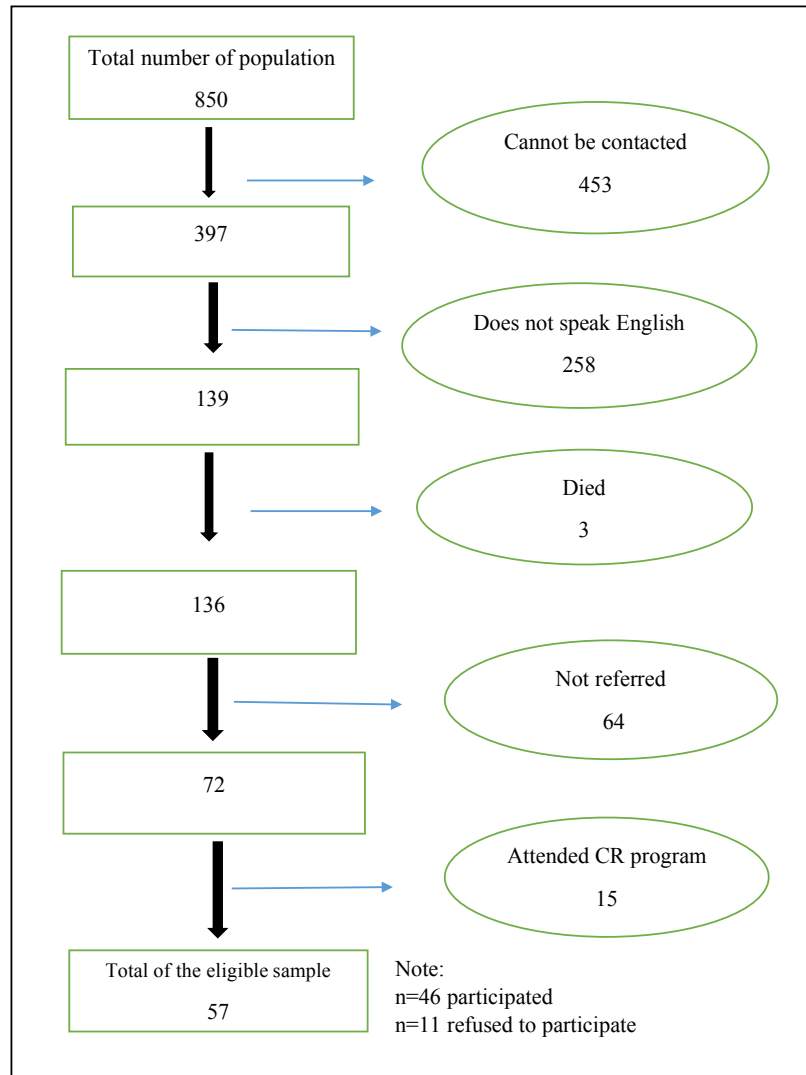 Total number of population
850
Cannot be contacted
453
397
Does not speak English
258
139
Died
3
136
Not referred
64
72
Attended CR program
15
Total of the eligible sample
57
Note:
n=46 participated
n=11 refused to participate